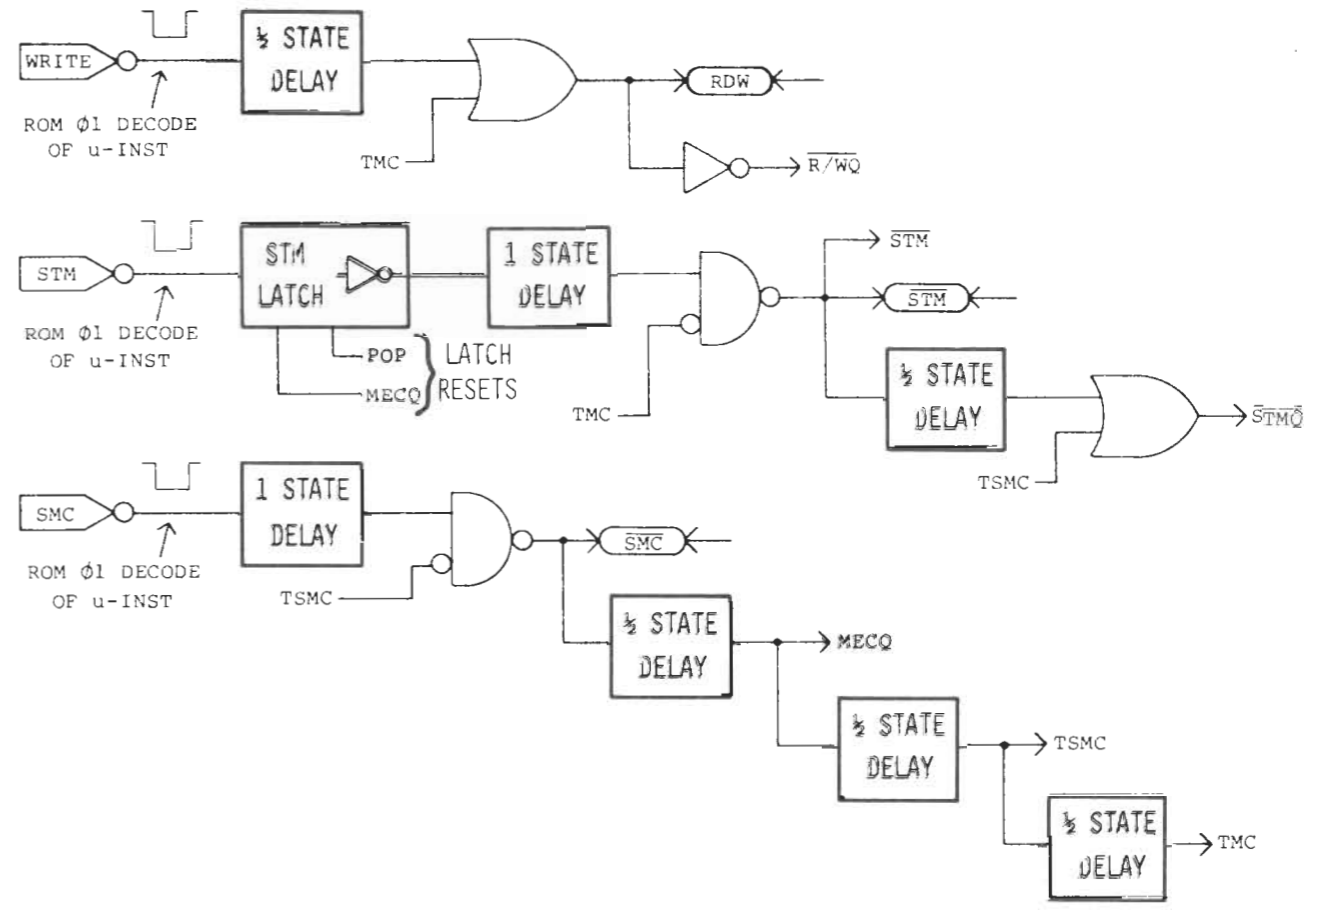 ½ STATE
DELAY
WRITE
RDW
ROM ϕ1 DECODE
OF u-INST
TMC
R/WQ
STM
LATCH
1 STATE
DELAY
STM
STM
STM
ROM ϕ1 DECODE
OF u-INST
POP
MECQ
LATCH
RESETS
TMC
½ STATE
DELAY
STMQ
TSMC
1 STATE
DELAY
SMC
SMC
ROM ϕ1 DECODE
OF u-INST
TSMC
½ STATE
DELAY
MECQ
½ STATE
DELAY
TSMC
½ STATE
DELAY
TMC